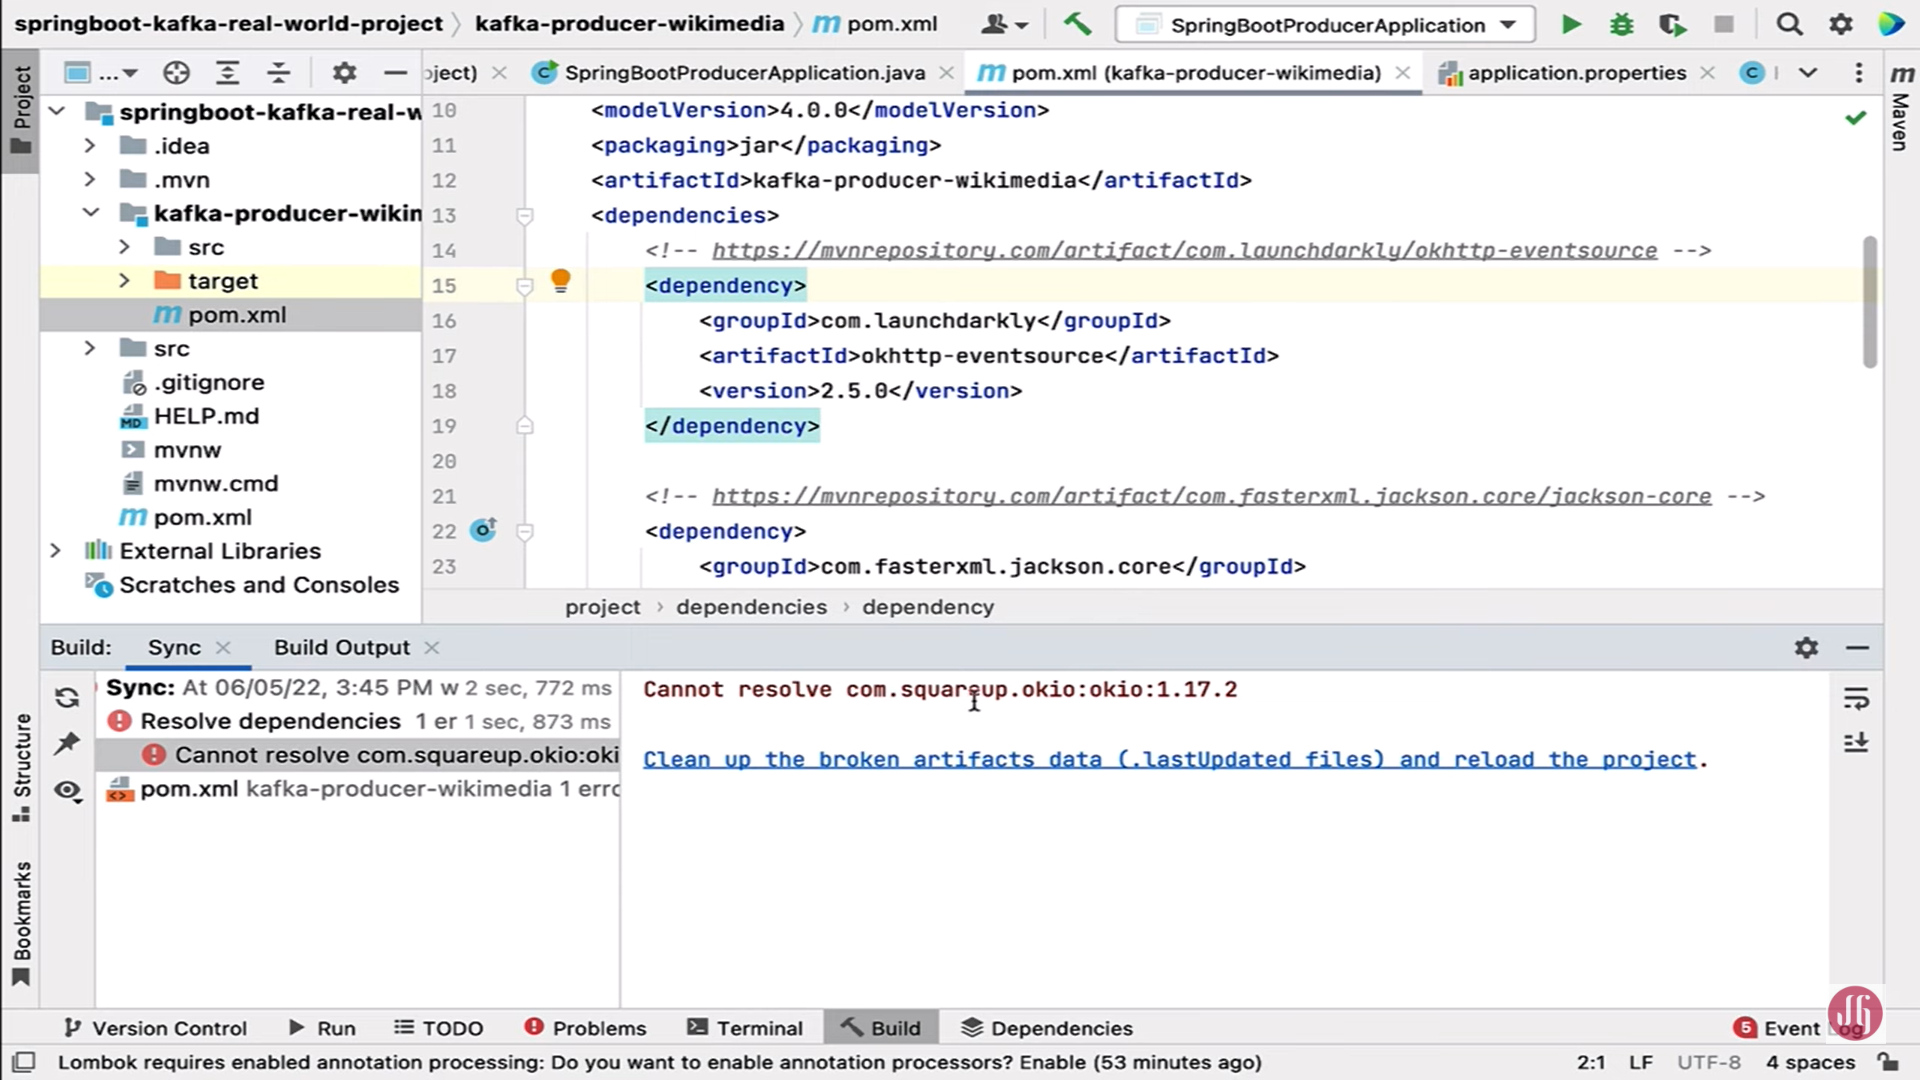 springboot-kafka-real-world-project › kafka-producer-wikimedia › pom.xml
SpringBootProducerApplication
...
oject)
SpringBootProducerApplication.java
pom.xml (kafka-producer-wikimedia)
application.properties
Project
Maven
springboot-kafka-real-w
.idea
.mvn
kafka-producer-wikin
src
target
pom.xml
src
.gitignore
HELP.md
mvnw
mvnw.cmd
pom.xml
External Libraries
Scratches and Consoles
10 <modelVersion>4.0.0</modelVersion>
11 <packaging>jar</packaging>
12 <artifactId>kafka-producer-wikimedia</artifactId>
13 <dependencies>
14 <!-- https://mvnrepository.com/artifact/com.launchdarkly/okhttp-eventsource -->
15 <dependency>
16 <groupId>com.launchdarkly</groupId>
17 <artifactId>okhttp-eventsource</artifactId>
18 <version>2.5.0</version>
19 </dependency>
20
21 <!-- https://mvnrepository.com/artifact/com.fasterxml.jackson.core/jackson-core -->
22 <dependency>
23 <groupId>com.fasterxml.jackson.core</groupId>
project › dependencies › dependency
Build: Sync Build Output
Sync: At 06/05/22, 3:45 PM w 2 sec, 772 ms
Resolve dependencies 1 er 1 sec, 873 ms
Cannot resolve com.squareup.okio:oki
pom.xml kafka-producer-wikimedia 1 erro
Cannot resolve com.squareup.okio:okio:1.17.2
Clean up the broken artifacts data (.lastUpdated files) and reload the project.
Structure
Bookmarks
Version Control Run TODO Problems Terminal Build Dependencies 5 Event Log
Lombok requires enabled annotation processing: Do you want to enable annotation processors? Enable (53 minutes ago) 2:1 LF UTF-8 4 spaces